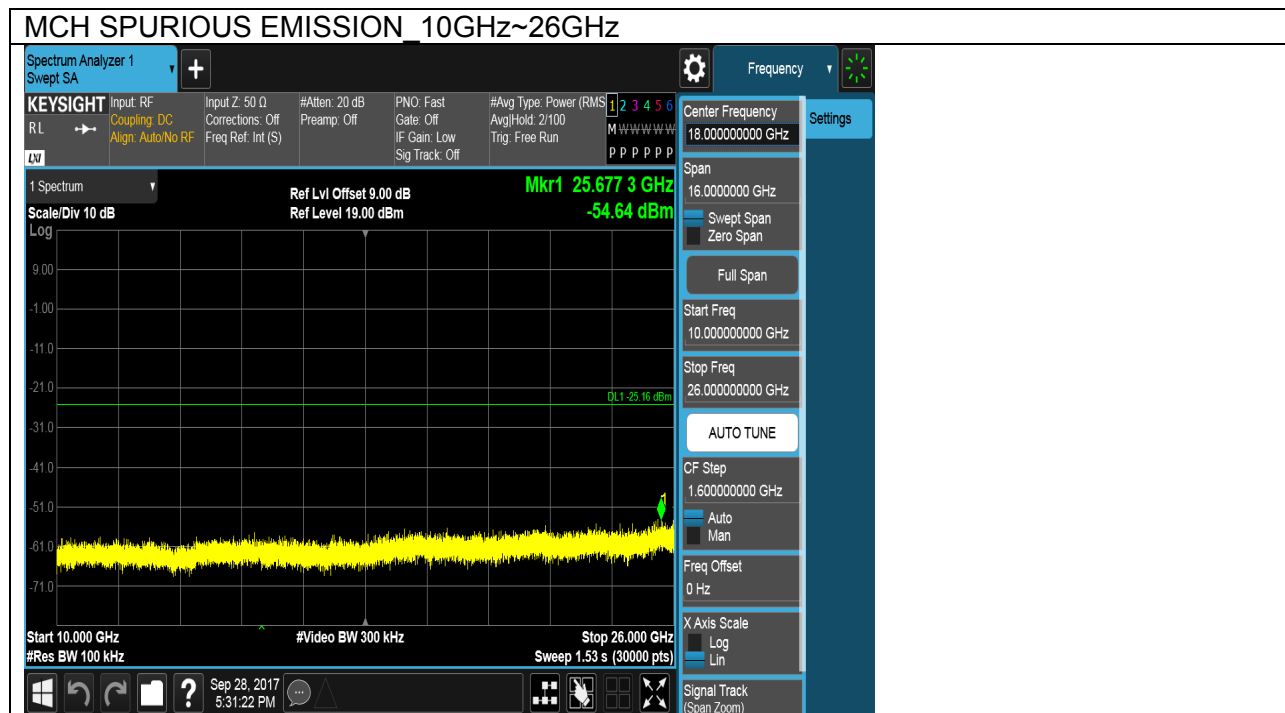 MCH SPURIOUS EMISSION_10GHz~26GHz
Spectrum Analyzer 1
Swept SA
Frequency
KEYSIGHT
RL
LXI
Input: RF
Coupling: DC
Align: Auto/No RF
Input Z: 50 Ω
Corrections: Off
Freq Ref: Int (S)
#Atten: 20 dB
Preamp: Off
PNO: Fast
Gate: Off
IF Gain: Low
Sig Track: Off
#Avg Type: Power (RMS
Avg|Hold: 2/100
Trig: Free Run
1 2 3 4 5 6
M W W W W W
P P P P P P
1 Spectrum
Scale/Div 10 dB
Log
Ref Lvl Offset 9.00 dB
Ref Level 19.00 dBm
Mkr1 25.677 3 GHz
-54.64 dBm
9.00
-1.00
-11.0
-21.0
DL1 -25.16 dBm
-31.0
-41.0
-51.0
1
-61.0
-71.0
Start 10.000 GHz
#Res BW 100 kHz
#Video BW 300 kHz
Stop 26.000 GHz
Sweep 1.53 s (30000 pts)
?
Sep 28, 2017
5:31:22 PM
Center Frequency
18.000000000 GHz
Span
16.0000000 GHz
Swept Span
Zero Span
Full Span
Start Freq
10.000000000 GHz
Stop Freq
26.000000000 GHz
AUTO TUNE
CF Step
1.600000000 GHz
Auto
Man
Freq Offset
0 Hz
X Axis Scale
Log
Lin
Signal Track
(Span Zoom)
Settings